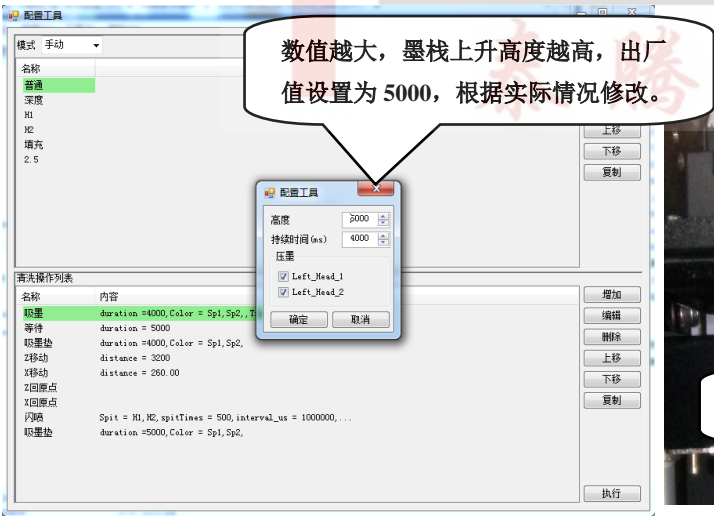 配置工具
数值越大，墨栈上升高度越高，出厂
值设置为 5000，根据实际情况修改。
泰腾
模式 手动
名称
普通
深度
H1
H2
填充
2.5
上移
下移
复制
配置工具
高度 5000
持续时间(ms) 4000
压墨
Left_Head_1
Left_Head_2
确定 取消
清洗操作列表
名称 内容
吸墨 duration =4000,Color = Sp1,Sp2,,
等待 duration = 5000
吸墨垫 duration =4000,Color = Sp1,Sp2,
Z移动 distance = 3200
X移动 distance = 260.00
Z回原点
X回原点
闪喷 Spit = H1,H2,spitTimes = 500,interval_us = 1000000,...
吸墨垫 duration =5000,Color = Sp1,Sp2,
增加
编辑
删除
上移
下移
复制
执行